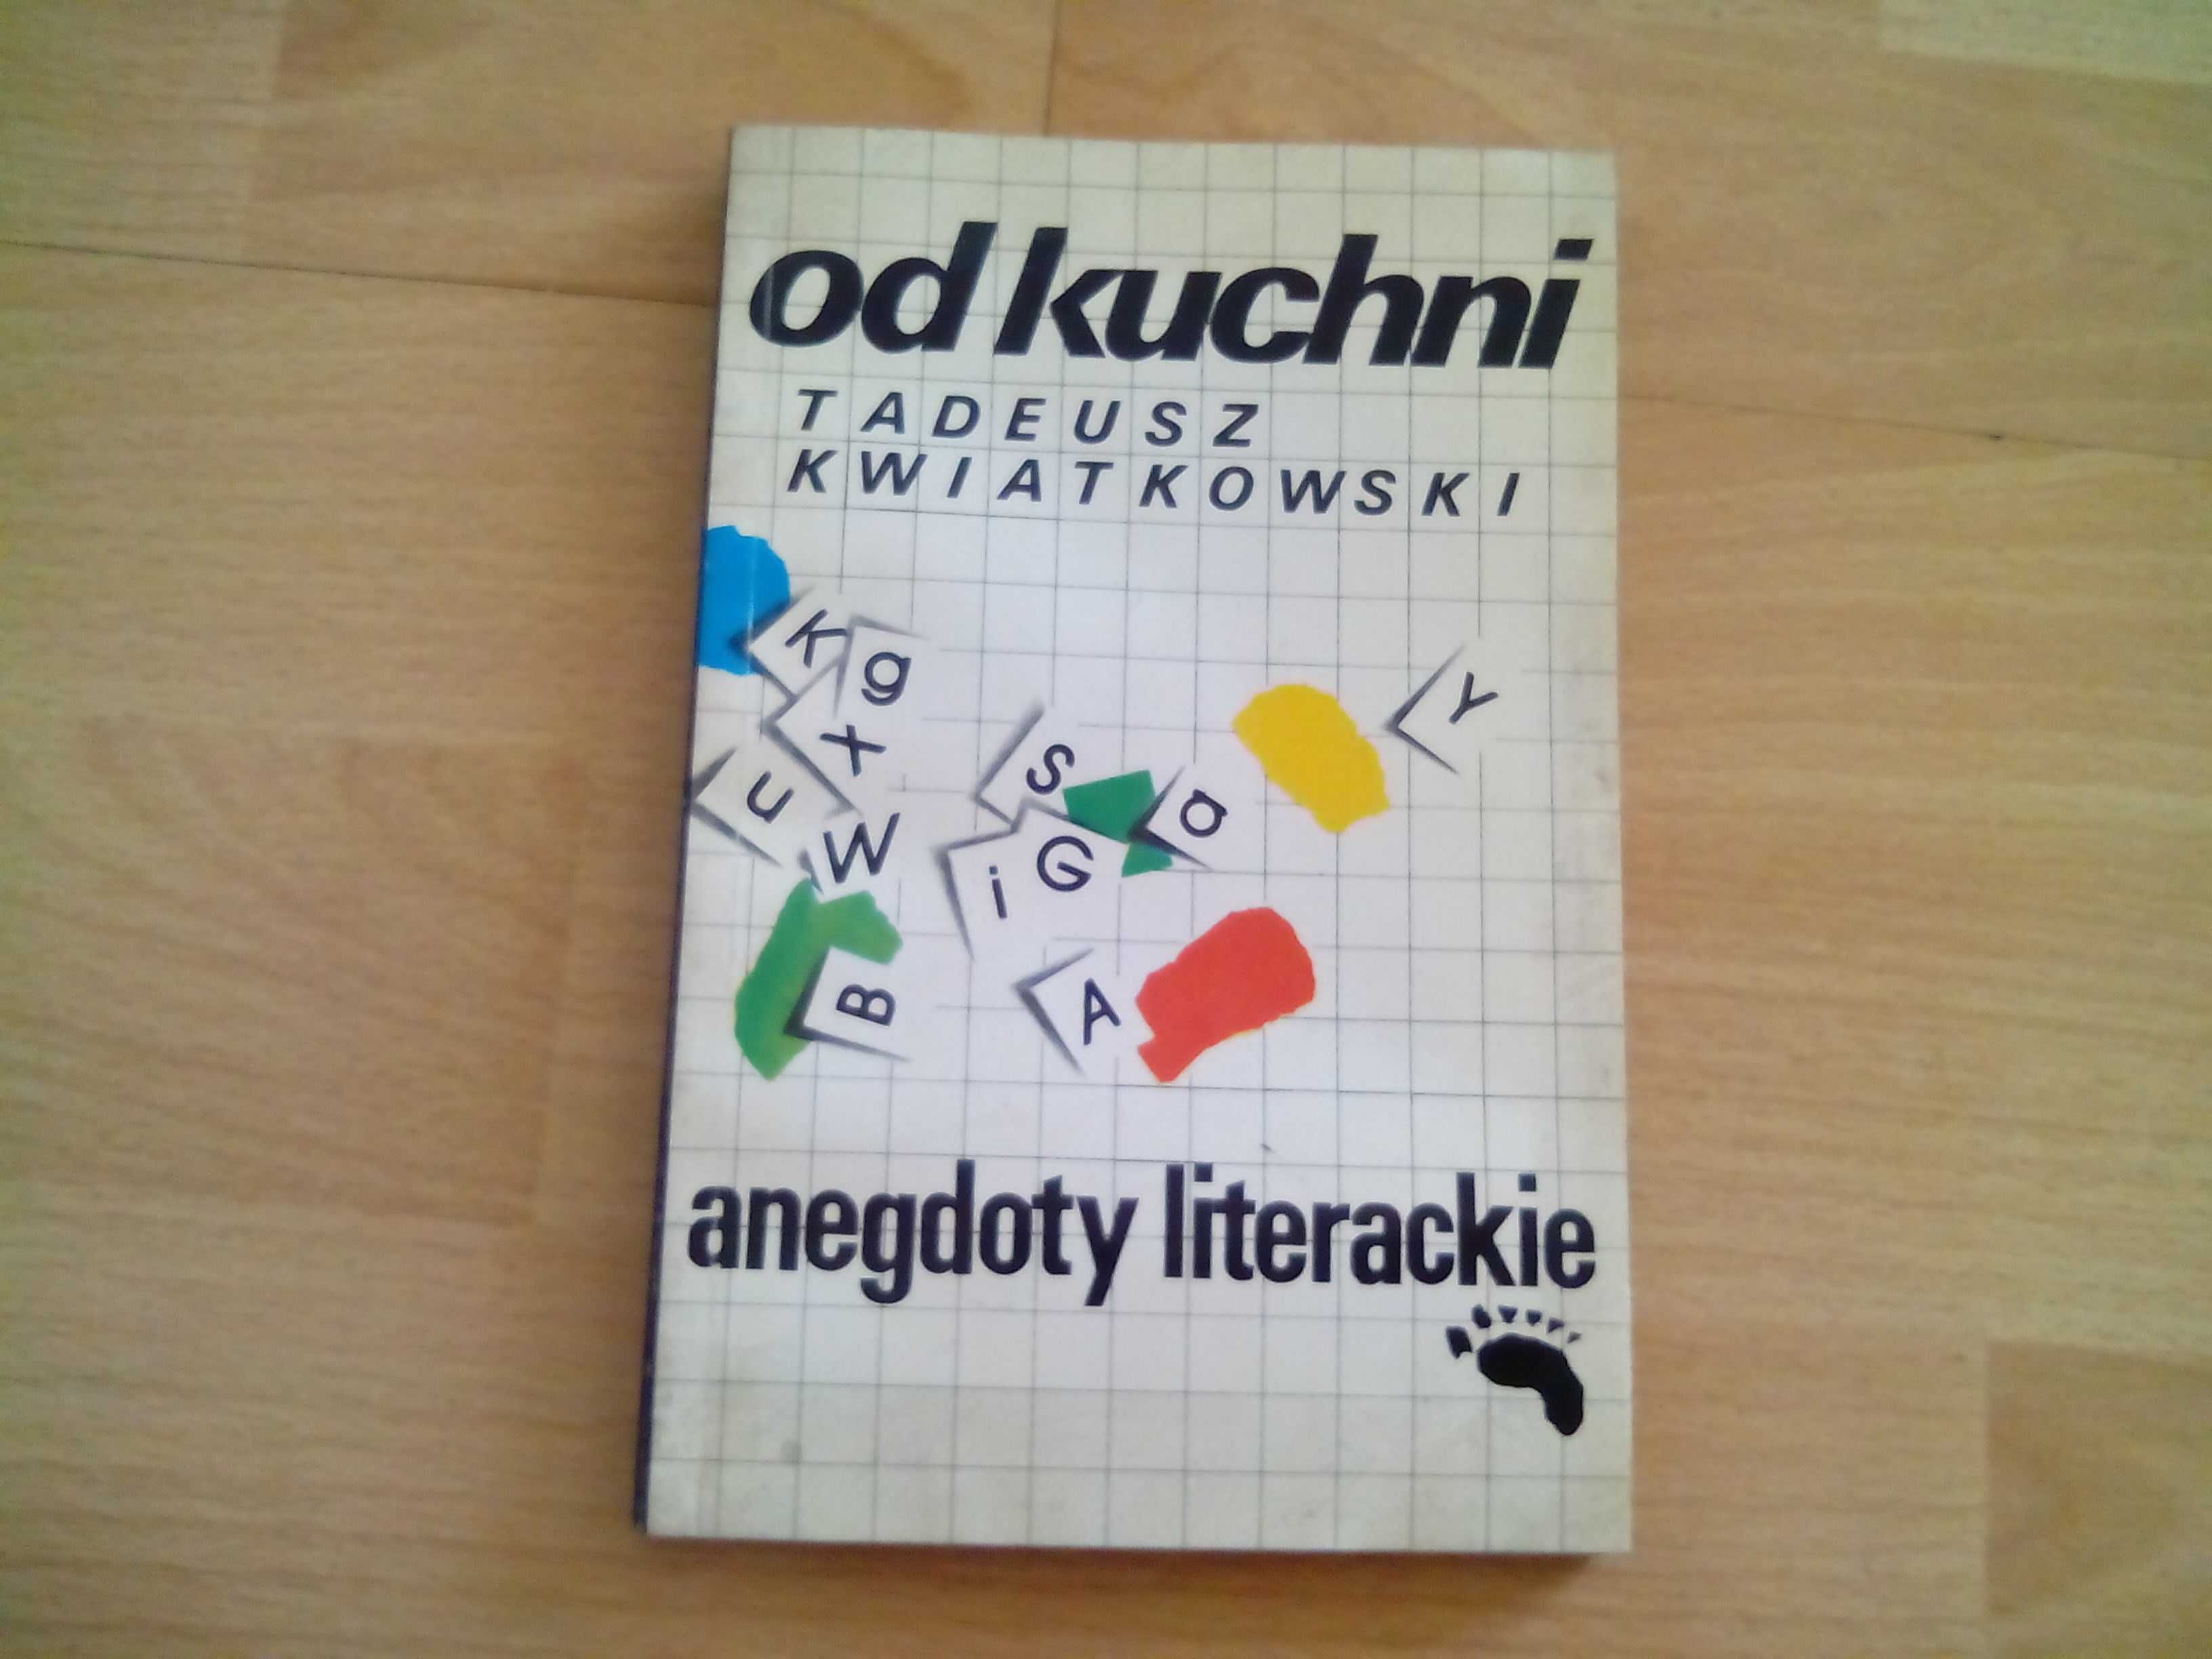 od kuchni
TADEUSZ
KWIATKOWSKI
K g
x
u
W
S a
i G
Y
B
A
anegdoty literackie